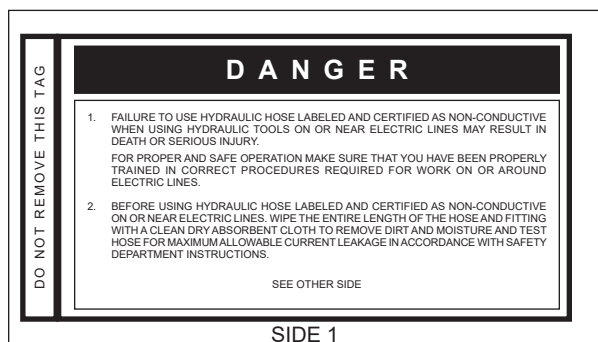 DO NOT REMOVE THIS TAG
DANGER
1. FAILURE TO USE HYDRAULIC HOSE LABELED AND CERTIFIED AS NON-CONDUCTIVE
WHEN USING HYDRAULIC TOOLS ON OR NEAR ELECTRIC LINES MAY RESULT IN
DEATH OR SERIOUS INJURY.
FOR PROPER AND SAFE OPERATION MAKE SURE THAT YOU HAVE BEEN PROPERLY
TRAINED IN CORRECT PROCEDURES REQUIRED FOR WORK ON OR AROUND
ELECTRIC LINES.
2. BEFORE USING HYDRAULIC HOSE LABELED AND CERTIFIED AS NON-CONDUCTIVE
ON OR NEAR ELECTRIC LINES. WIPE THE ENTIRE LENGTH OF THE HOSE AND FITTING
WITH A CLEAN DRY ABSORBENT CLOTH TO REMOVE DIRT AND MOISTURE AND TEST
HOSE FOR MAXIMUM ALLOWABLE CURRENT LEAKAGE IN ACCORDANCE WITH SAFETY
DEPARTMENT INSTRUCTIONS.
SEE OTHER SIDE
SIDE 1